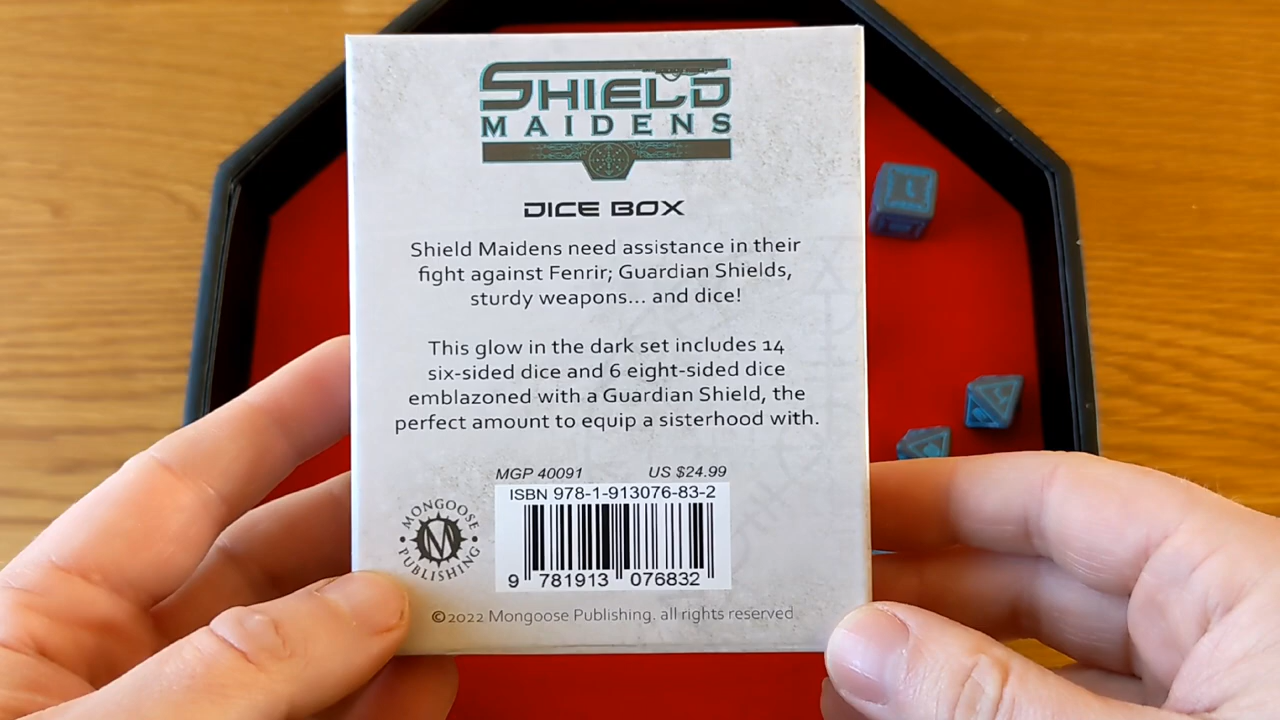 SHIELD
MAIDENS
DICE BOX
Shield Maidens need assistance in their
fight against Fenrir; Guardian Shields,
sturdy weapons... and dice!
This glow in the dark set includes 14
six-sided dice and 6 eight-sided dice
emblazoned with a Guardian Shield, the
perfect amount to equip a sisterhood with.
MGP 40091 US $24.99
ISBN 978-1-913076-83-2
MONGOOSE
M
PUBLISHING
9 781913 076832
©2022 Mongoose Publishing. all rights reserved